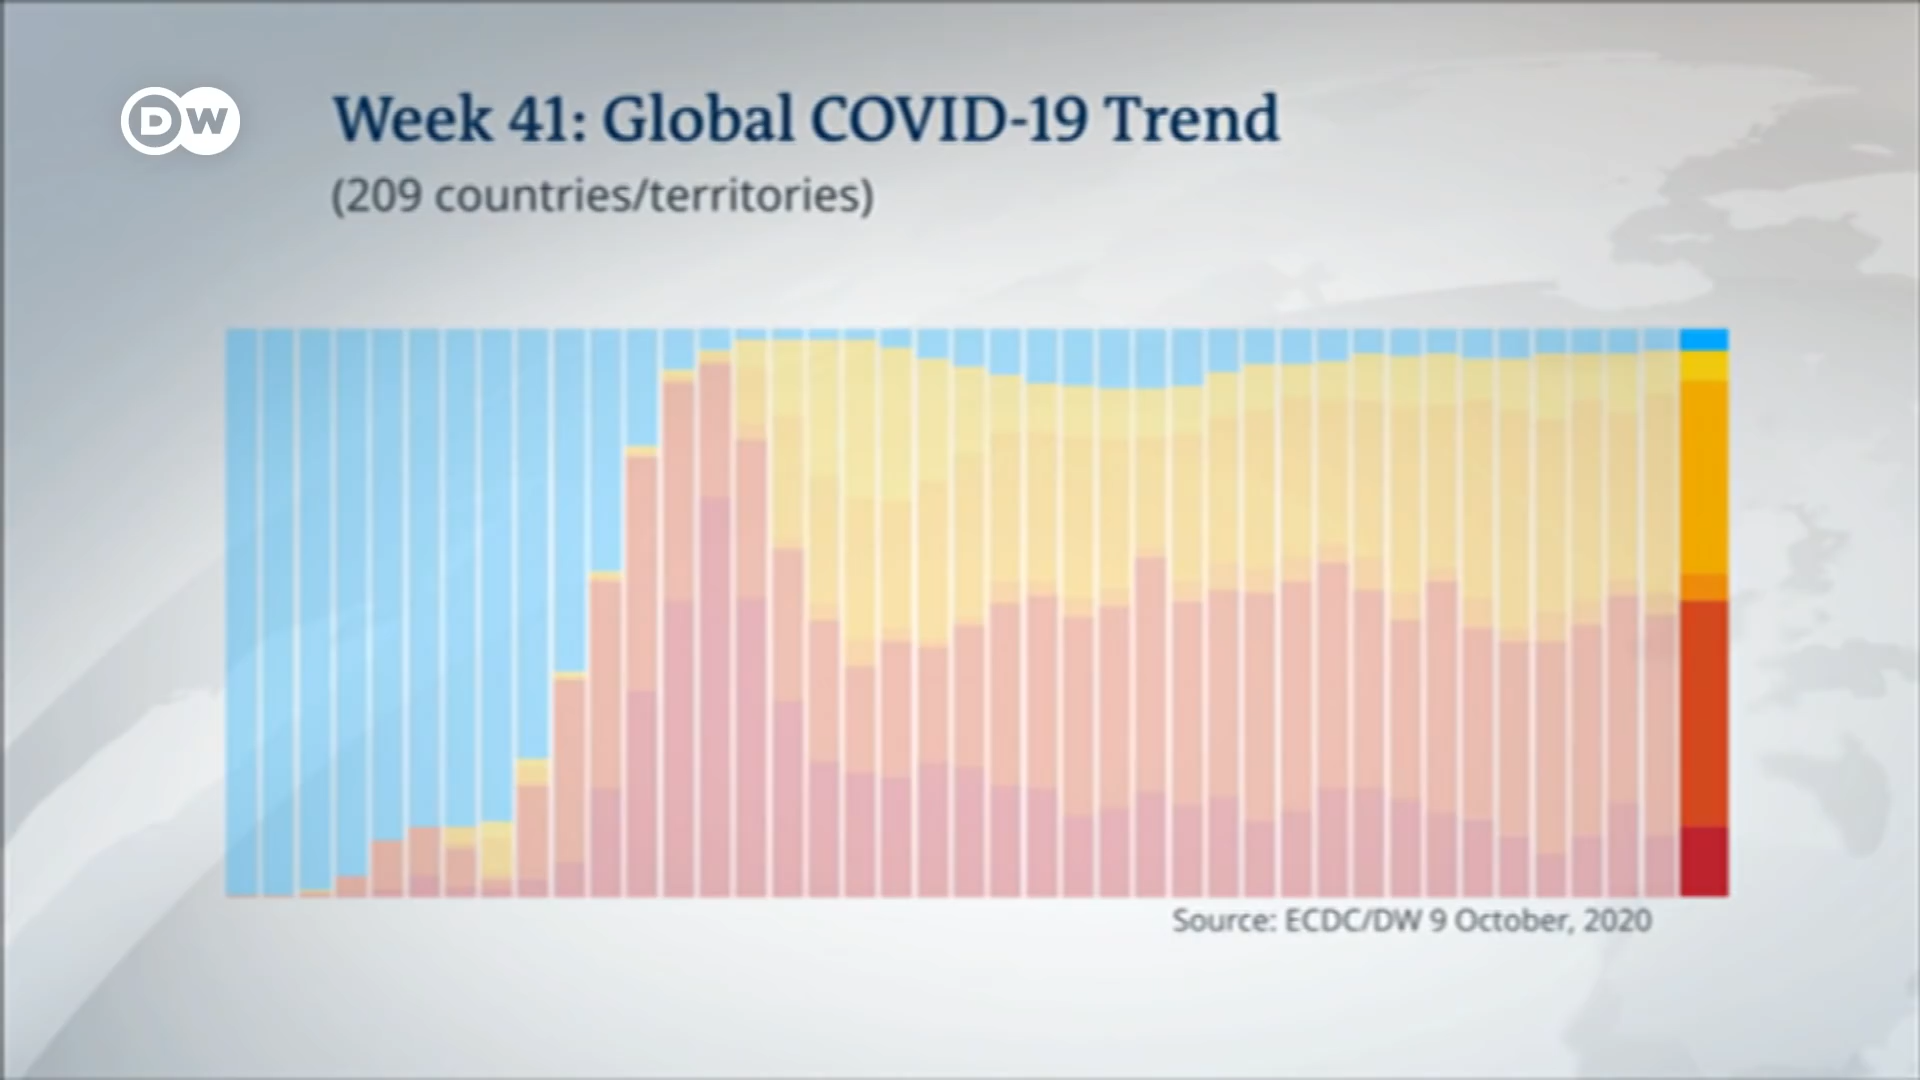 DW
Week 41: Global COVID-19 Trend
(209 countries/territories)
Source: ECDC/DW 9 October, 2020